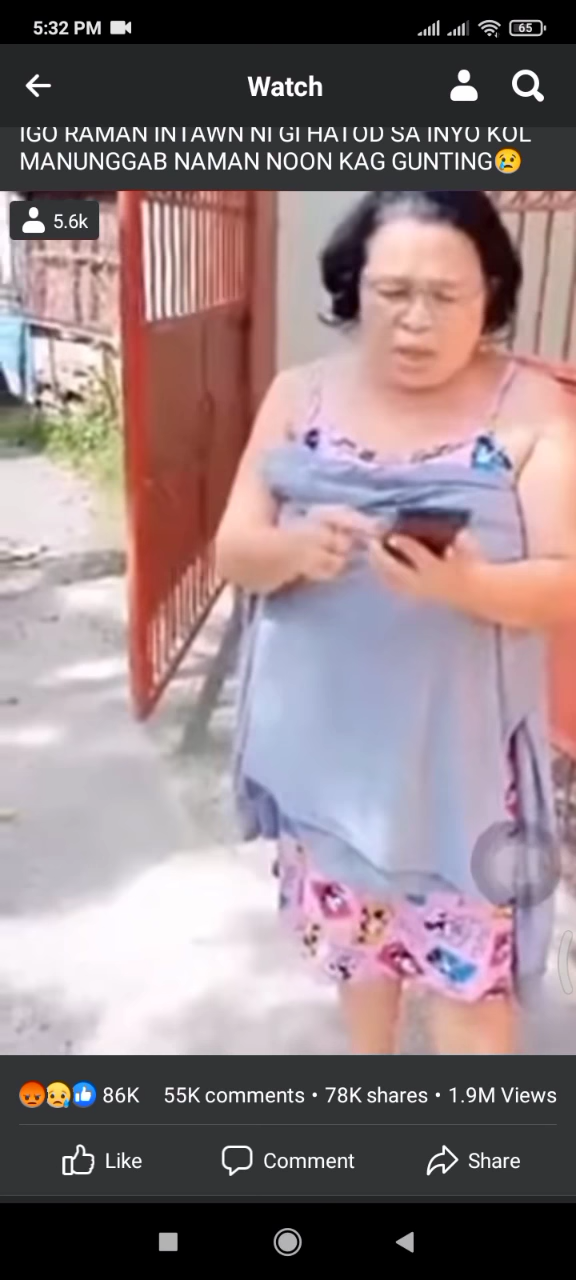 5:32 PM
65
Watch
IGO RAMAN INTAWN NI GI HATOD SA INYO KOL
MANUNGGAB NAMAN NOON KAG GUNTING😢
5.6k
86K 55K comments • 78K shares • 1.9M Views
Like Comment Share